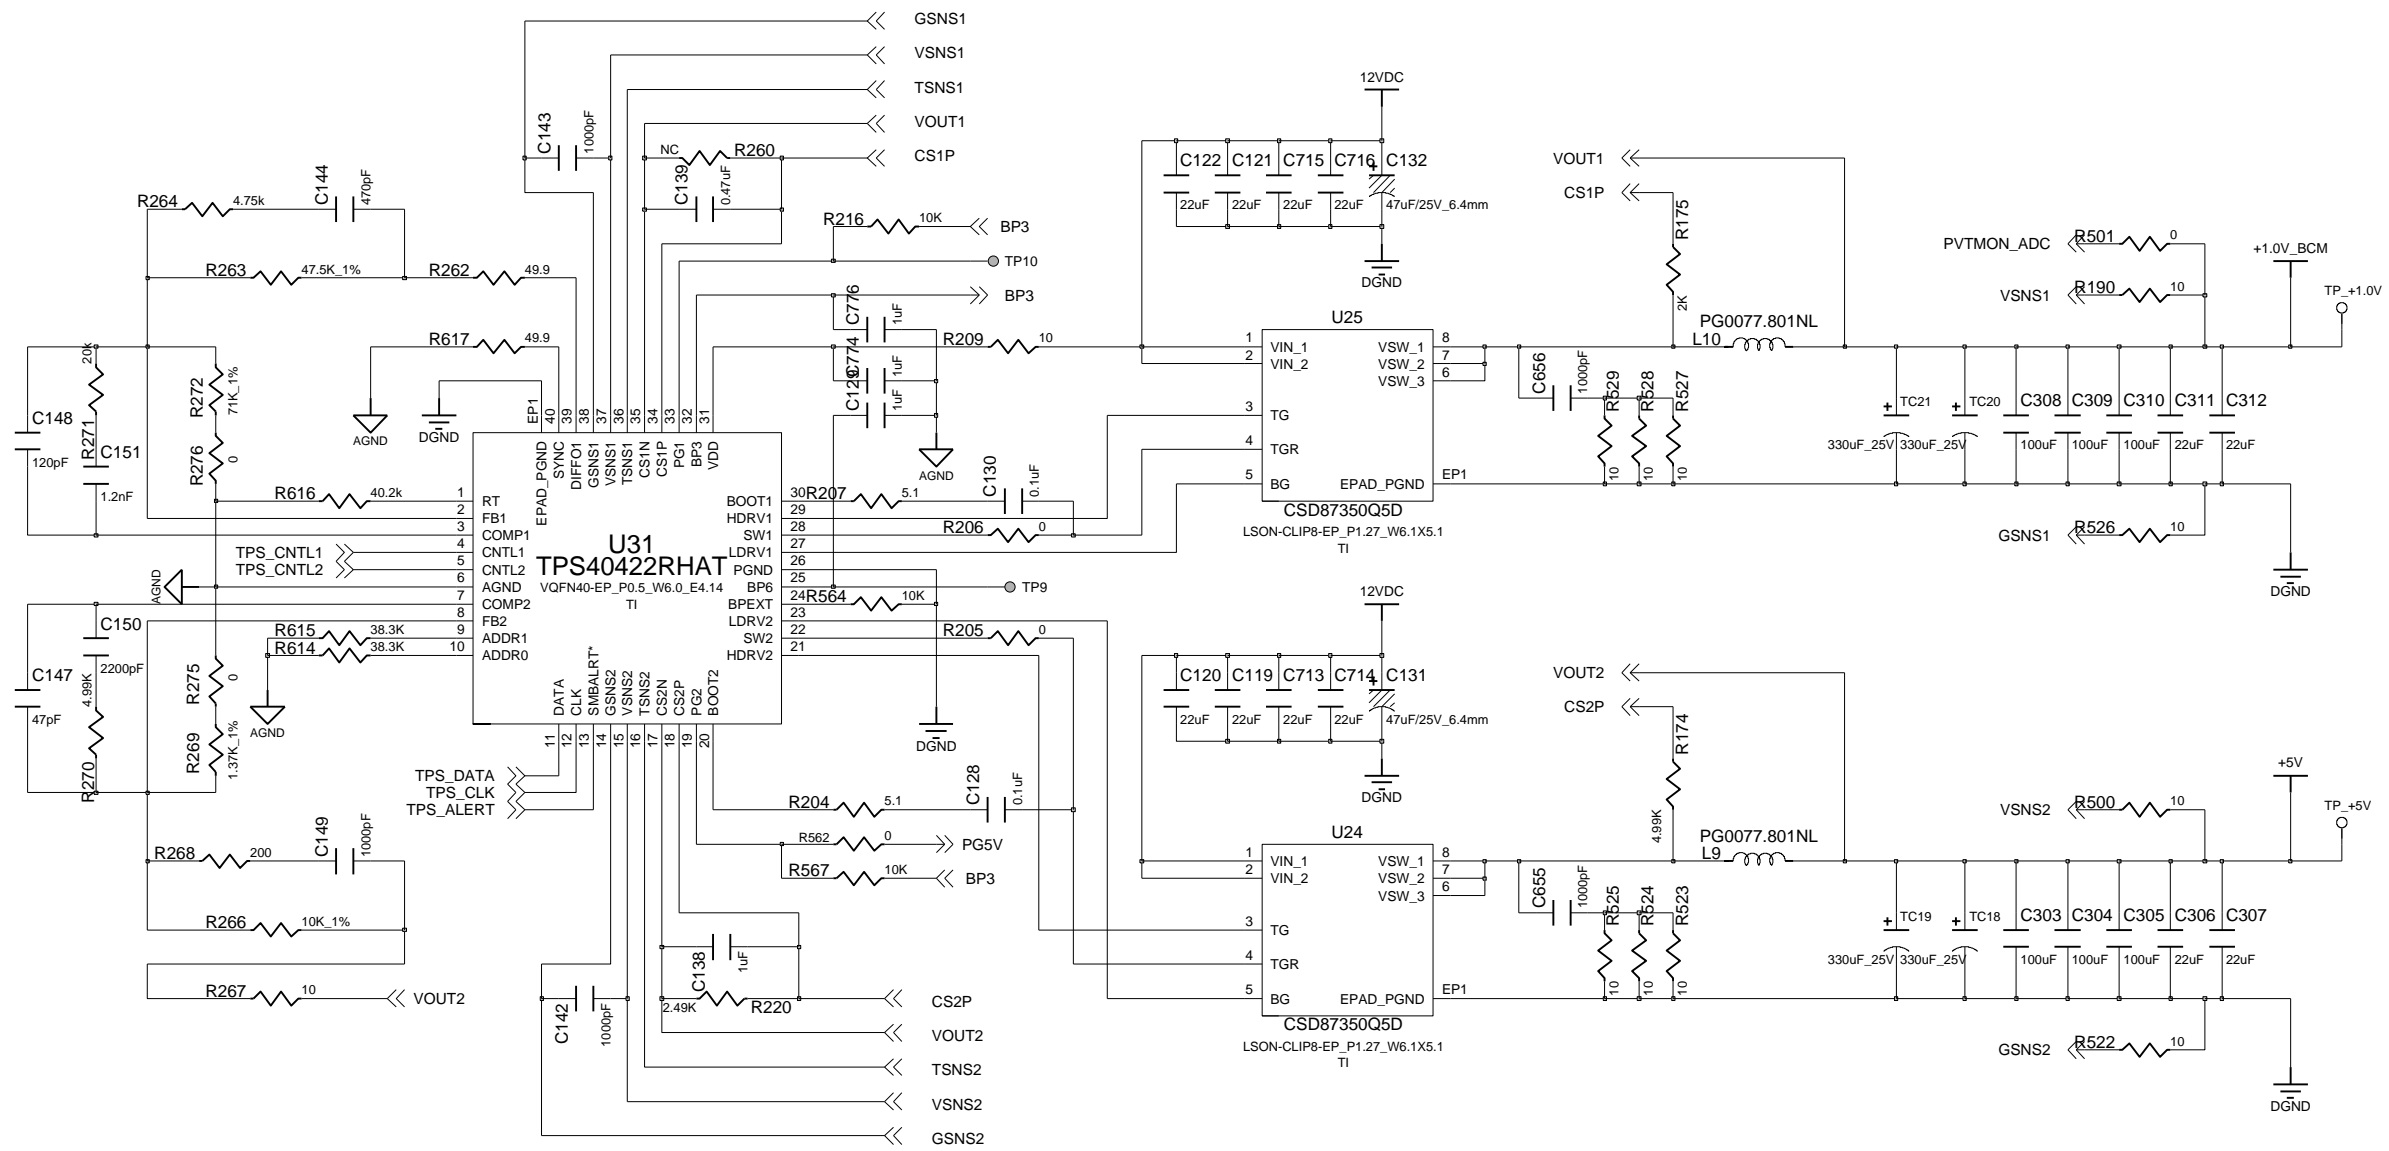 GSNS1
VSNS1
TSNS1
VOUT1
CS1P
C143
1000pF
NC
R260
C139
0.47uF
R264
4.75k
C144
470pF
R263
47.5K_1%
R262
49.9
R216
10K
BP3
TP10
BP3
C776
1uF
R617
49.9
C774
1uF
C129
1uF
R209
10
AGND
DGND
AGND
20k
R272
71K_1%
C148
120pF
R271
C151
1.2nF
R276
0
R616
40.2k
TPS_CNTL1
TPS_CNTL2
AGND
C150
2200pF
C147
47pF
4.99K
R270
R275
0
R269
1.37K_1%
R615
38.3K
R614
38.3K
AGND
EP1
40
39
38
37
36
35
34
33
32
31
EPAD_PGND
SYNC
DIFFO1
GSNS1
VSNS1
TSNS1
CS1N
CS1P
PG1
BP3
VDD
1 RT
2 FB1
3 COMP1
4 CNTL1
5 CNTL2
6 AGND
7 COMP2
8 FB2
9 ADDR1
10 ADDR0
U31
TPS40422RHAT
VQFN40-EP_P0.5_W6.0_E4.14
TI
BOOT1 30
HDRV1 29
SW1 28
LDRV1 27
PGND 26
BP6 25
BPEXT 24
LDRV2 23
SW2 22
HDRV2 21
DATA
CLK
SMBALRT*
GSNS2
VSNS2
TSNS2
CS2N
CS2P
PG2
BOOT2
11
12
13
14
15
16
17
18
19
20
R207
5.1
C130
0.1uF
R206
0
TP9
R564
10K
R205
0
DGND
TPS_DATA
TPS_CLK
TPS_ALERT
R204
5.1
C128
0.1uF
R562
0
PG5V
R567
10K
BP3
R268
200
C149
1000pF
R266
10K_1%
R267
10
VOUT2
C138
1uF
2.49K
R220
C142
1000pF
CS2P
VOUT2
TSNS2
VSNS2
GSNS2
12VDC
C122
22uF
C121
22uF
C715
22uF
C716
22uF
+
C132
47uF/25V_6.4mm
DGND
U25
1 VIN_1
2 VIN_2
3 TG
4 TGR
5 BG
VSW_1 8
VSW_2 7
VSW_3 6
EPAD_PGND EP1
CSD87350Q5D
LSON-CLIP8-EP_P1.27_W6.1X5.1
TI
VOUT1
CS1P
R175
2K
PG0077.801NL
L10
C656
1000pF
R529
10
R528
10
R527
10
PVTMON_ADC
R501
0
VSNS1
R190
10
+1.0V_BCM
TP_+1.0V
+
TC21
330uF_25V
+
TC20
330uF_25V
C308
100uF
C309
100uF
C310
100uF
C311
22uF
C312
22uF
GSNS1
R526
10
DGND
12VDC
C120
22uF
C119
22uF
C713
22uF
C714
22uF
+
C131
47uF/25V_6.4mm
DGND
U24
1 VIN_1
2 VIN_2
3 TG
4 TGR
5 BG
VSW_1 8
VSW_2 7
VSW_3 6
EPAD_PGND EP1
CSD87350Q5D
LSON-CLIP8-EP_P1.27_W6.1X5.1
TI
VOUT2
CS2P
R174
4.99K
PG0077.801NL
L9
C655
1000pF
R525
10
R524
10
R523
10
VSNS2
R500
10
+5V
TP_+5V
+
TC19
330uF_25V
+
TC18
330uF_25V
C303
100uF
C304
100uF
C305
100uF
C306
22uF
C307
22uF
GSNS2
R522
10
DGND